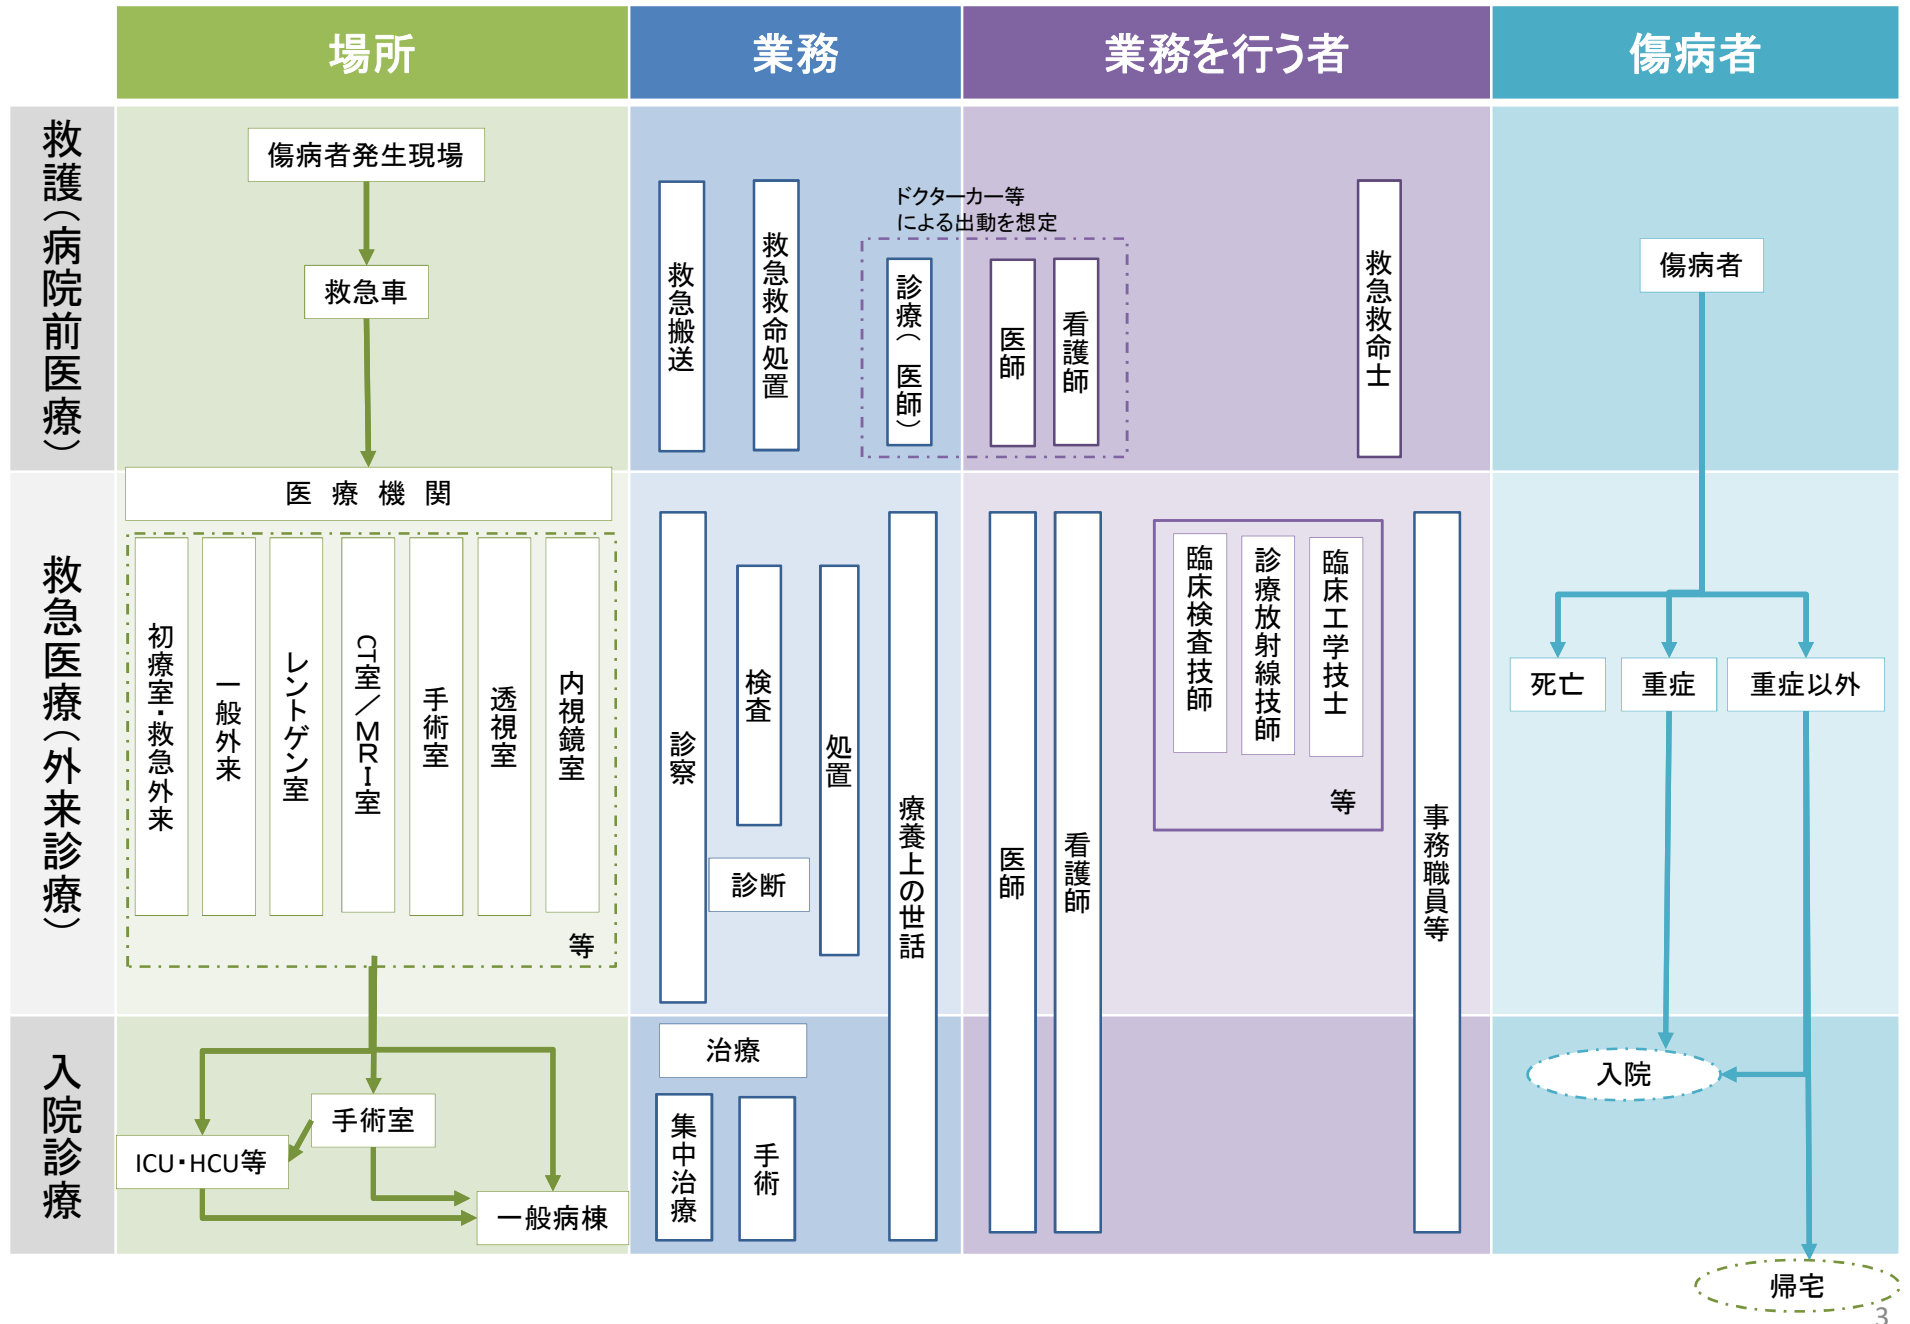 場所
業務
業務を行う者
傷病者
救護（病院前医療）
傷病者発生現場
救急車
救急搬送
救急救命処置
ドクターカー等
による出動を想定
診療（医師）
医師
看護師
救急救命士
傷病者
救急医療（外来診療）
医療機関
初療室・救急外来
一般外来
レントゲン室
CT室／MRI室
手術室
透視室
内視鏡室
等
診察
検査
診断
処置
療養上の世話
医師
看護師
臨床検査技師
診療放射線技師
臨床工学技士
等
事務職員等
死亡
重症
重症以外
入院診療
手術室
ICU・HCU等
一般病棟
治療
集中治療
手術
入院
帰宅
3